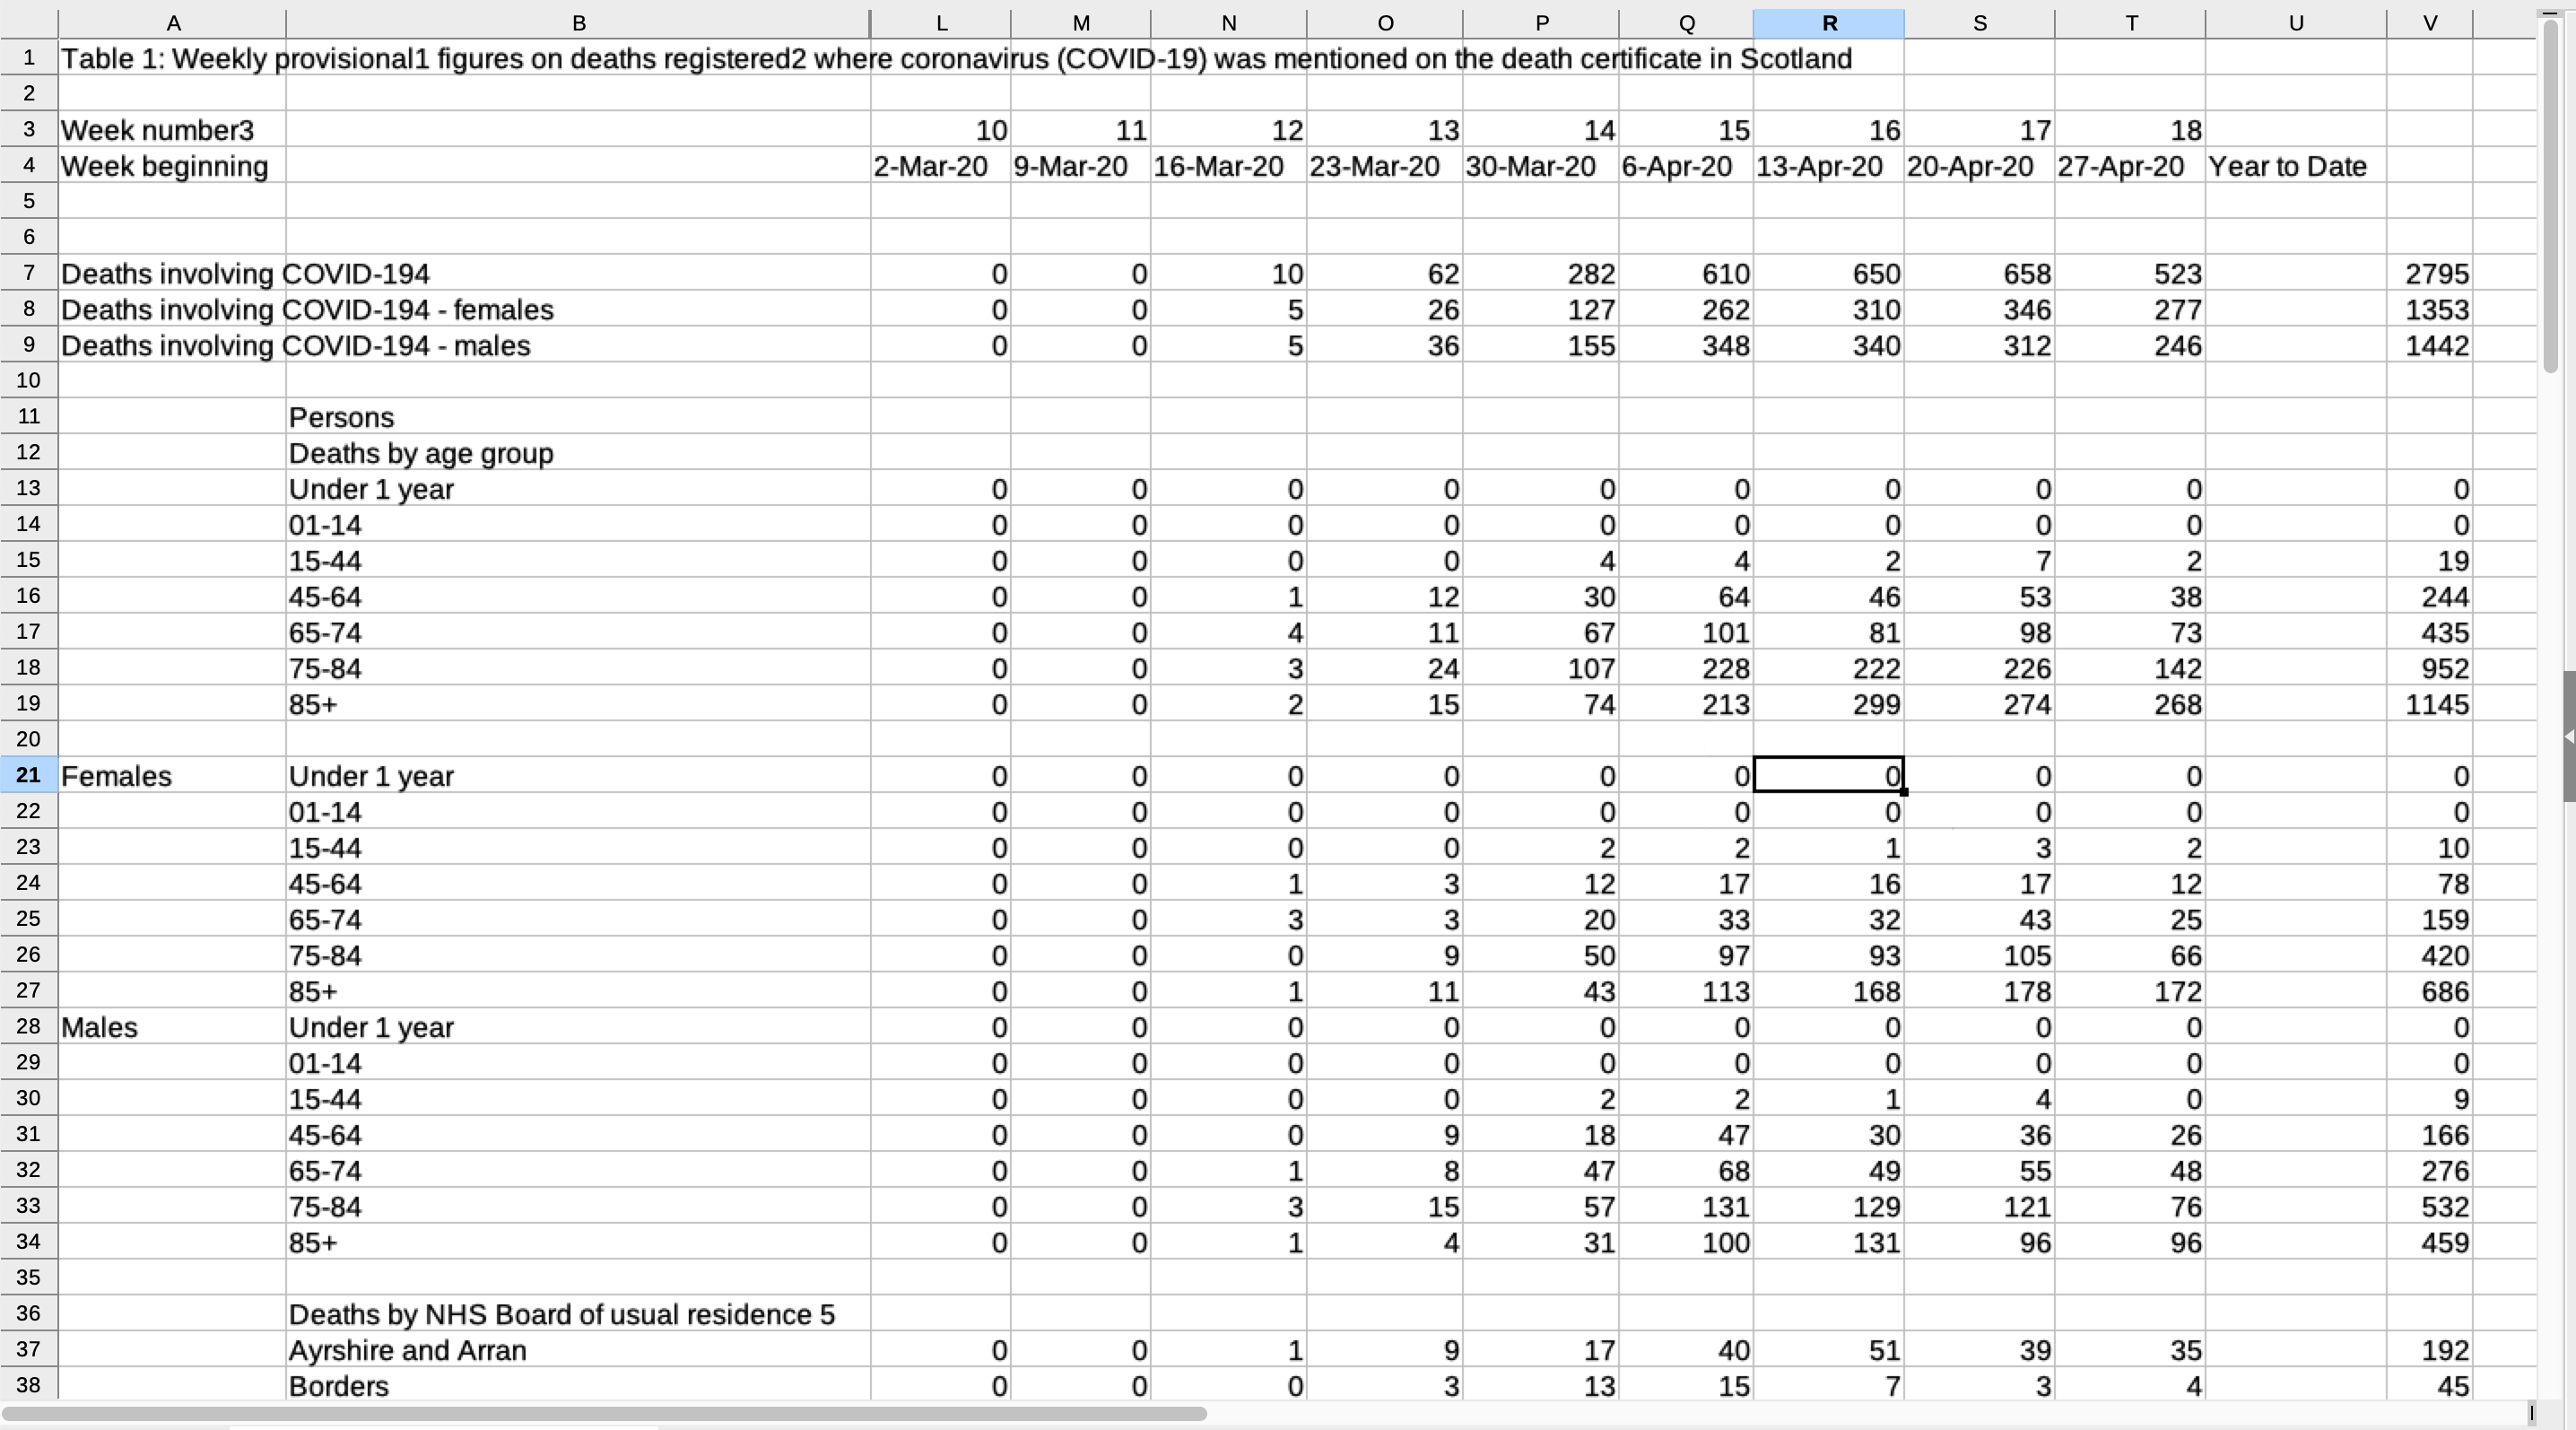 A B L M N O P Q R S T U V
1 Table 1: Weekly provisional1 figures on deaths registered2 where coronavirus (COVID-19) was mentioned on the death certificate in Scotland
2
3 Week number3 10 11 12 13 14 15 16 17 18
4 Week beginning 2-Mar-20 9-Mar-20 16-Mar-20 23-Mar-20 30-Mar-20 6-Apr-20 13-Apr-20 20-Apr-20 27-Apr-20 Year to Date
5
6
7 Deaths involving COVID-194 0 0 10 62 282 610 650 658 523 2795
8 Deaths involving COVID-194 - females 0 0 5 26 127 262 310 346 277 1353
9 Deaths involving COVID-194 - males 0 0 5 36 155 348 340 312 246 1442
10
11 Persons
12 Deaths by age group
13 Under 1 year 0 0 0 0 0 0 0 0 0 0
14 01-14 0 0 0 0 0 0 0 0 0 0
15 15-44 0 0 0 0 4 4 2 7 2 19
16 45-64 0 0 1 12 30 64 46 53 38 244
17 65-74 0 0 4 11 67 101 81 98 73 435
18 75-84 0 0 3 24 107 228 222 226 142 952
19 85+ 0 0 2 15 74 213 299 274 268 1145
20
21 Females Under 1 year 0 0 0 0 0 0 0 0 0 0
22 01-14 0 0 0 0 0 0 0 0 0 0
23 15-44 0 0 0 0 2 2 1 3 2 10
24 45-64 0 0 1 3 12 17 16 17 12 78
25 65-74 0 0 3 3 20 33 32 43 25 159
26 75-84 0 0 0 9 50 97 93 105 66 420
27 85+ 0 0 1 11 43 113 168 178 172 686
28 Males Under 1 year 0 0 0 0 0 0 0 0 0 0
29 01-14 0 0 0 0 0 0 0 0 0 0
30 15-44 0 0 0 0 2 2 1 4 0 9
31 45-64 0 0 0 9 18 47 30 36 26 166
32 65-74 0 0 1 8 47 68 49 55 48 276
33 75-84 0 0 3 15 57 131 129 121 76 532
34 85+ 0 0 1 4 31 100 131 96 96 459
35
36 Deaths by NHS Board of usual residence 5
37 Ayrshire and Arran 0 0 1 9 17 40 51 39 35 192
38 Borders 0 0 0 3 13 15 7 3 4 45